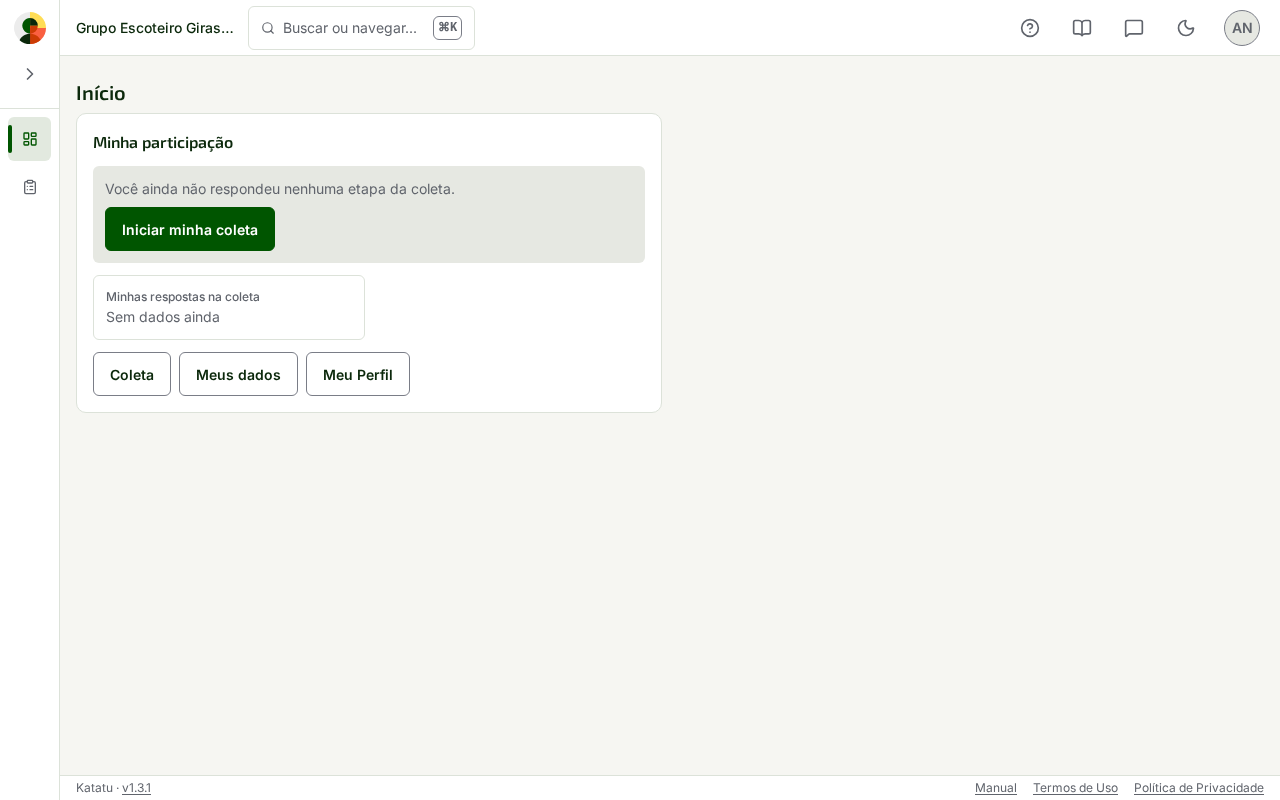 Grupo Escoteiro Giras...
Buscar ou navegar...
⌘K
AN
Início
Minha participação
Você ainda não respondeu nenhuma etapa da coleta.
Iniciar minha coleta
Minhas respostas na coleta
Sem dados ainda
Coleta
Meus dados
Meu Perfil
Katatu · v1.3.1
Manual
Termos de Uso
Política de Privacidade